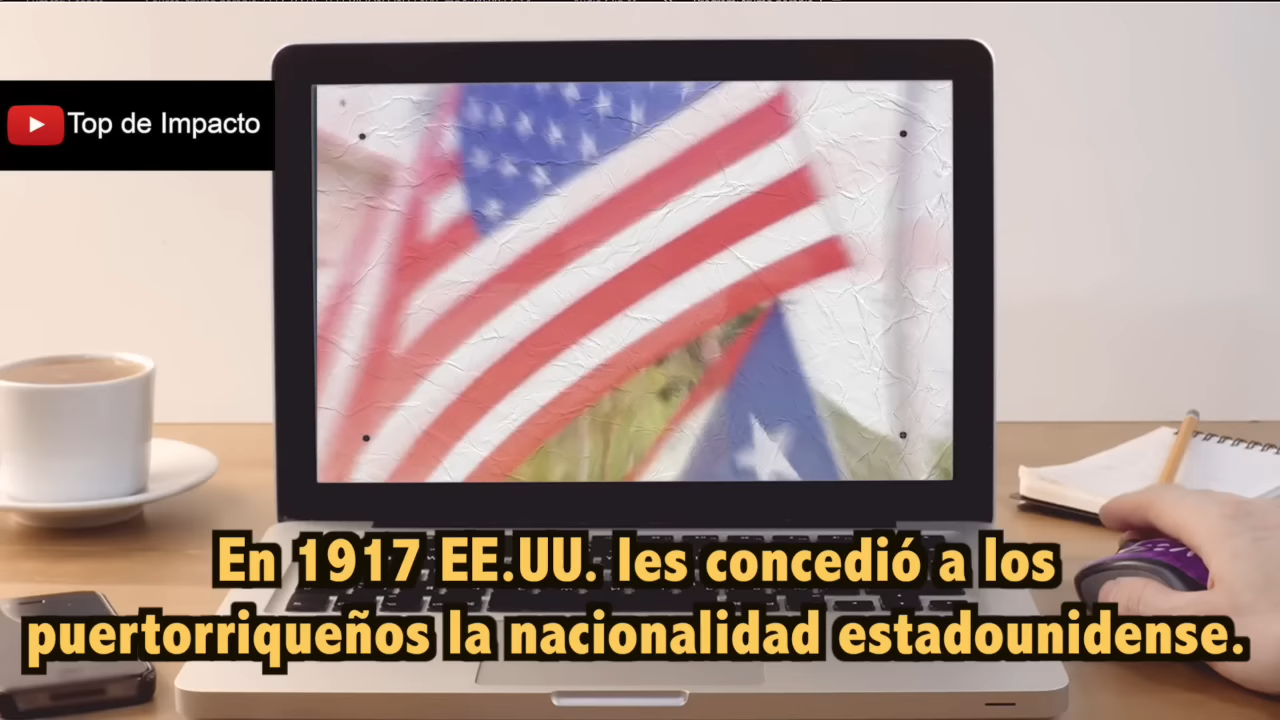 Top de Impacto
En 1917 EE.UU. les concedió a los
puertorriqueños la nacionalidad estadounidense.